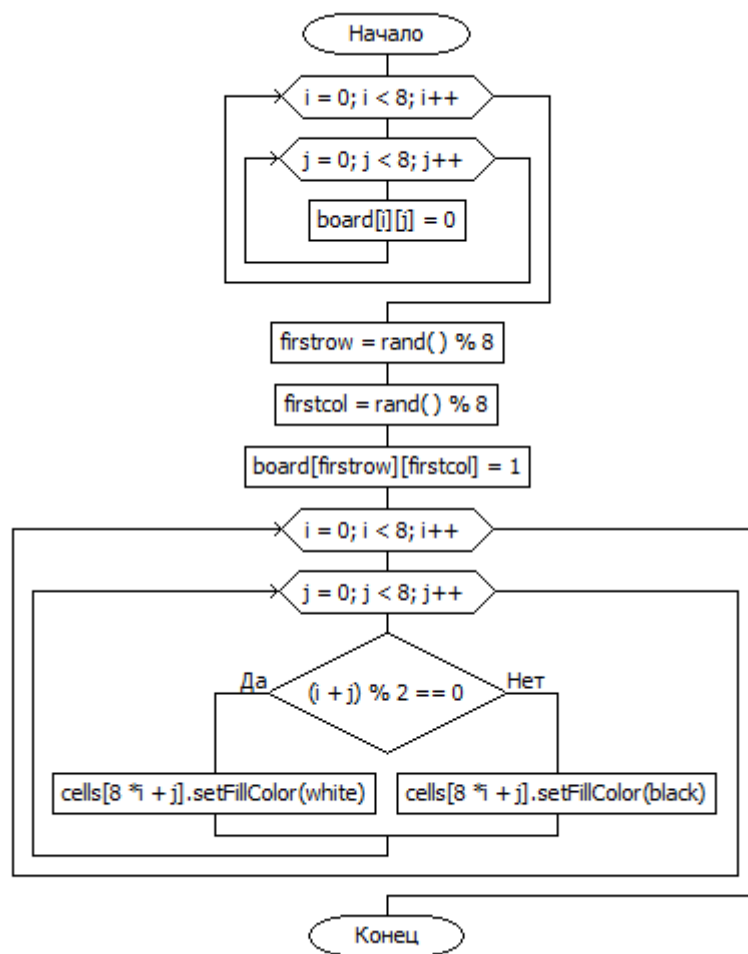 Начало
i = 0; i < 8; i++
j = 0; j < 8; j++
board[i][j] = 0
firstrow = rand( ) % 8
firstcol = rand( ) % 8
board[firstrow][firstcol] = 1
i = 0; i < 8; i++
j = 0; j < 8; j++
Да
(i + j) % 2 == 0
Нет
cells[8 *i + j].setFillColor(white)
cells[8 *i + j].setFillColor(black)
Конец